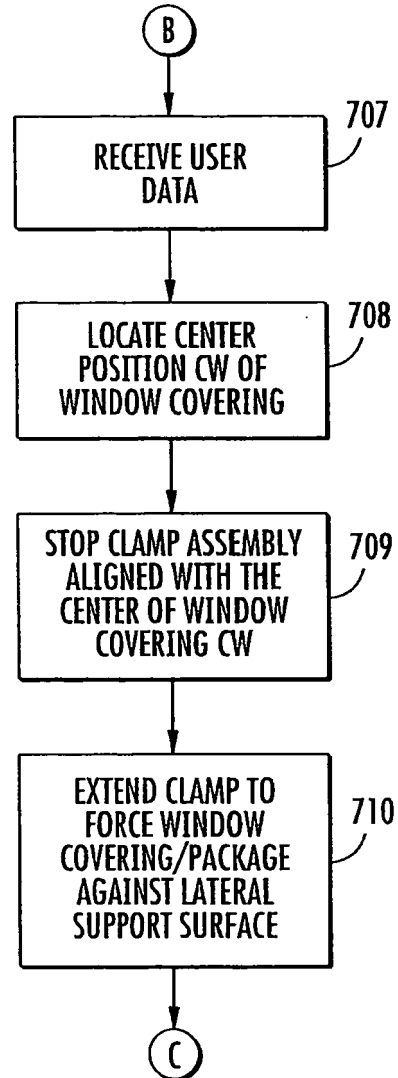 B
707
RECEIVE USER
DATA
708
LOCATE CENTER
POSITION CW OF
WINDOW COVERING
709
STOP CLAMP ASSEMBLY
ALIGNED WITH THE
CENTER OF WINDOW
COVERING CW
710
EXTEND CLAMP TO
FORCE WINDOW
COVERING/PACKAGE
AGAINST LATERAL
SUPPORT SURFACE
C